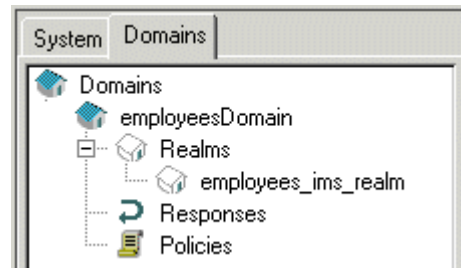 System Domains
Domains
employeesDomain
Realms
employees_ims_realm
Responses
Policies